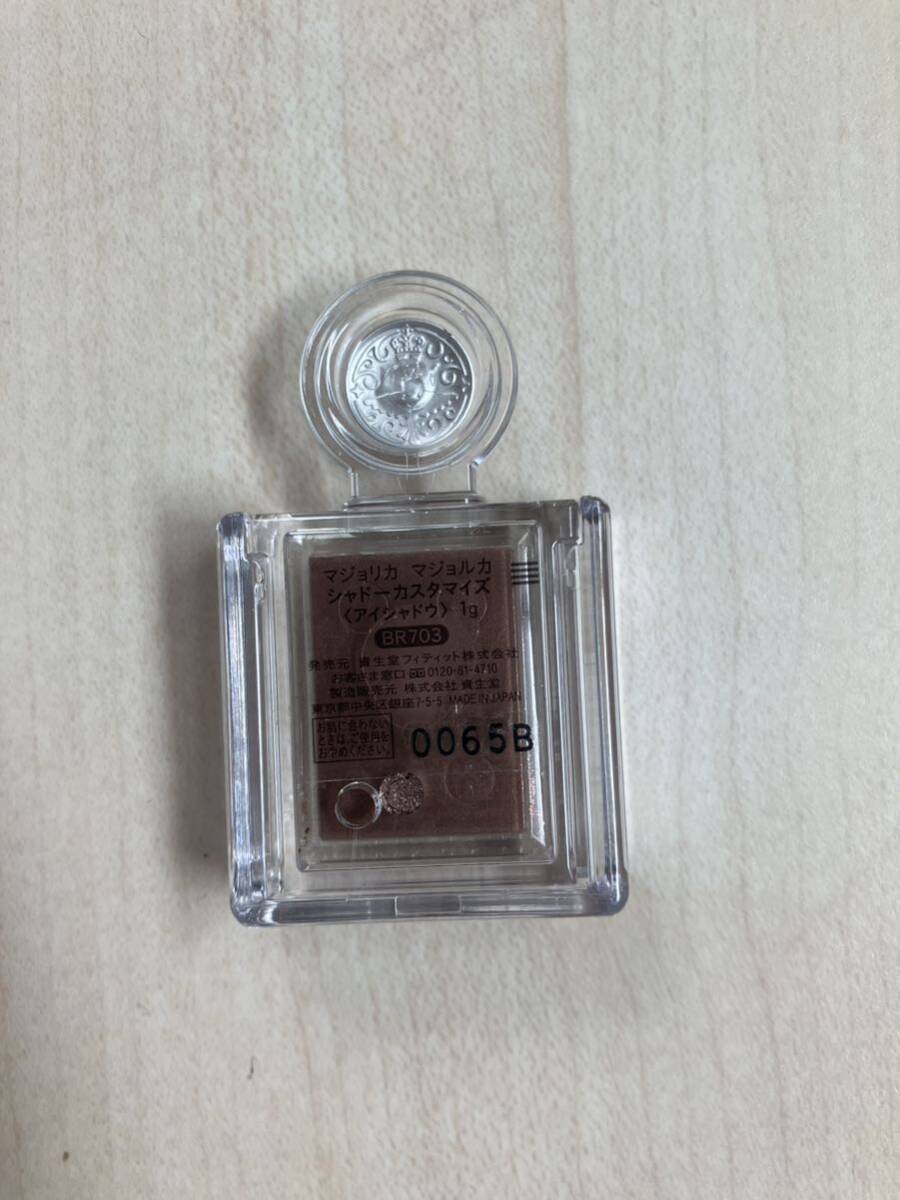 マジョリカ マジョルカ
シャドーカスタマイズ
〈アイシャドウ〉 1g
BR703
発売元 資生堂フィティット株式会社
お客さま窓口 0120-81-4710
製造販売元 株式会社 資生堂
東京都中央区銀座7-5-5 MADE IN JAPAN
お肌に合わない
ときは、ご使用を
おやめください。
0065B